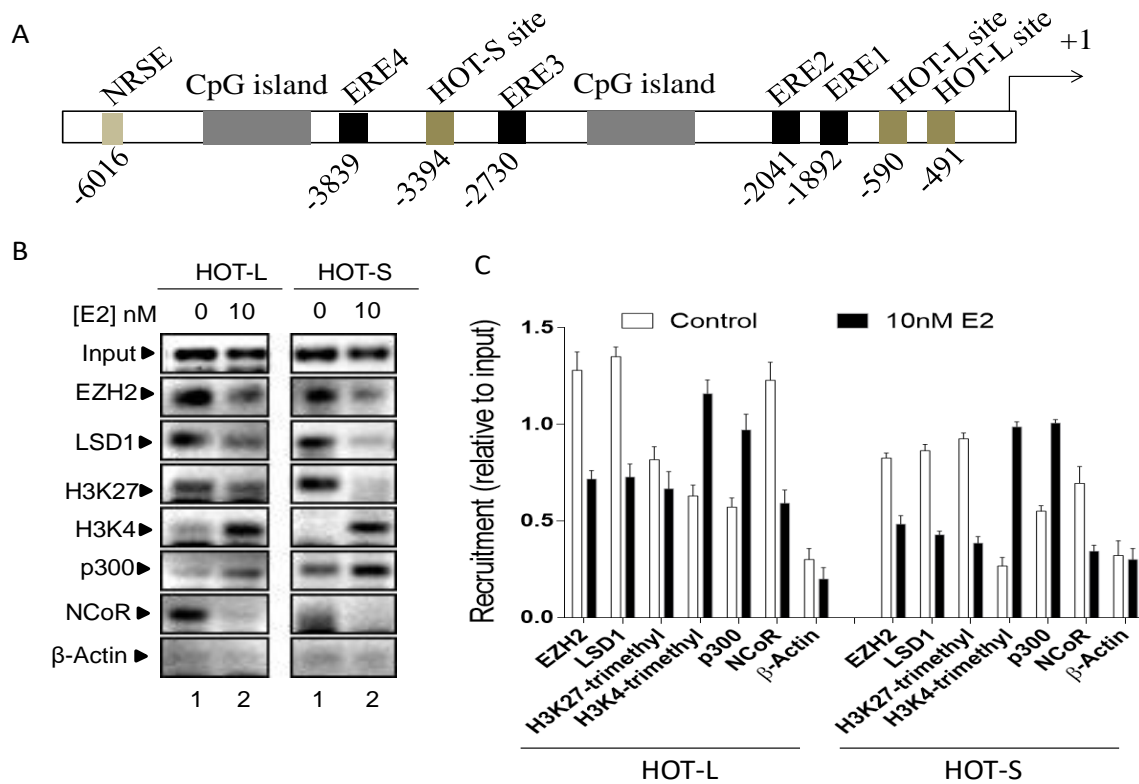 A
NRSE
CpG island
ERE4
HOT-S site
ERE3
CpG island
ERE2
ERE1
HOT-L site
HOT-L site
+1
-6016
-3839
-3394
-2730
-2041
-1892
-590
-491
B
HOT-L HOT-S
[E2] nM 0 10 0 10
Input
EZH2
LSD1
H3K27
H3K4
p300
NCoR
β-Actin
1 2 1 2
C
Control 10nM E2
Recruitment (relative to input)
1.5
1.0
0.5
0.0
EZH2
LSD1
H3K27-trimethyl
H3K4-trimethyl
p300
NCoR
β-Actin
EZH2
LSD1
H3K27-trimethyl
H3K4-trimethyl
p300
NCoR
β-Actin
HOT-L HOT-S